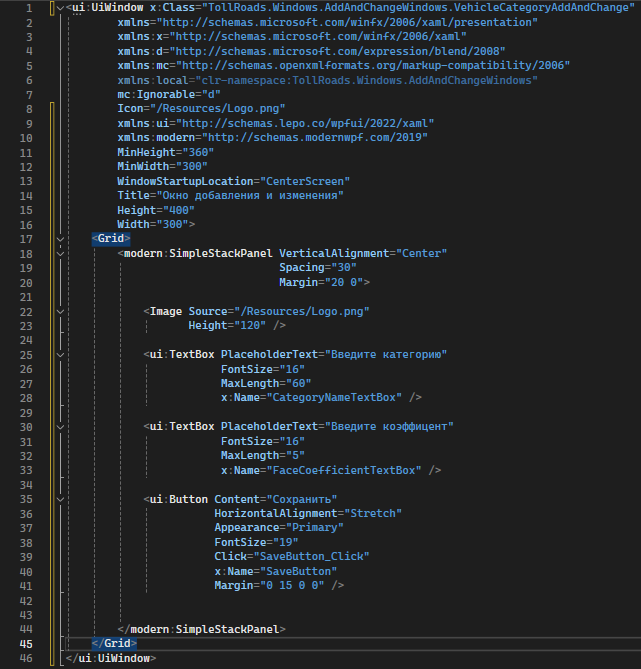 1 <ui:UiWindow x:Class="TollRoads.Windows.AddAndChangeWindows.VehicleCategoryAddAndChange"
2 xmlns="http://schemas.microsoft.com/winfx/2006/xaml/presentation"
3 xmlns:x="http://schemas.microsoft.com/winfx/2006/xaml"
4 xmlns:d="http://schemas.microsoft.com/expression/blend/2008"
5 xmlns:mc="http://schemas.openxmlformats.org/markup-compatibility/2006"
6 xmlns:local="clr-namespace:TollRoads.Windows.AddAndChangeWindows"
7 mc:Ignorable="d"
8 Icon="/Resources/Logo.png"
9 xmlns:ui="http://schemas.lepo.co/wpfui/2022/xaml"
10 xmlns:modern="http://schemas.modernwpf.com/2019"
11 MinHeight="360"
12 MinWidth="300"
13 WindowStartupLocation="CenterScreen"
14 Title="Окно добавления и изменения"
15 Height="400"
16 Width="300">
17 <Grid>
18 <modern:SimpleStackPanel VerticalAlignment="Center"
19 Spacing="30"
20 Margin="20 0">
21
22 <Image Source="/Resources/Logo.png"
23 Height="120" />
24
25 <ui:TextBox PlaceholderText="Введите категорию"
26 FontSize="16"
27 MaxLength="60"
28 x:Name="CategoryNameTextBox" />
29
30 <ui:TextBox PlaceholderText="Введите коэффицент"
31 FontSize="16"
32 MaxLength="5"
33 x:Name="FaceCoefficientTextBox" />
34
35 <ui:Button Content="Сохранить"
36 HorizontalAlignment="Stretch"
37 Appearance="Primary"
38 FontSize="19"
39 Click="SaveButton_Click"
40 x:Name="SaveButton"
41 Margin="0 15 0 0" />
42
43
44 </modern:SimpleStackPanel>
45 </Grid>
46 </ui:UiWindow>